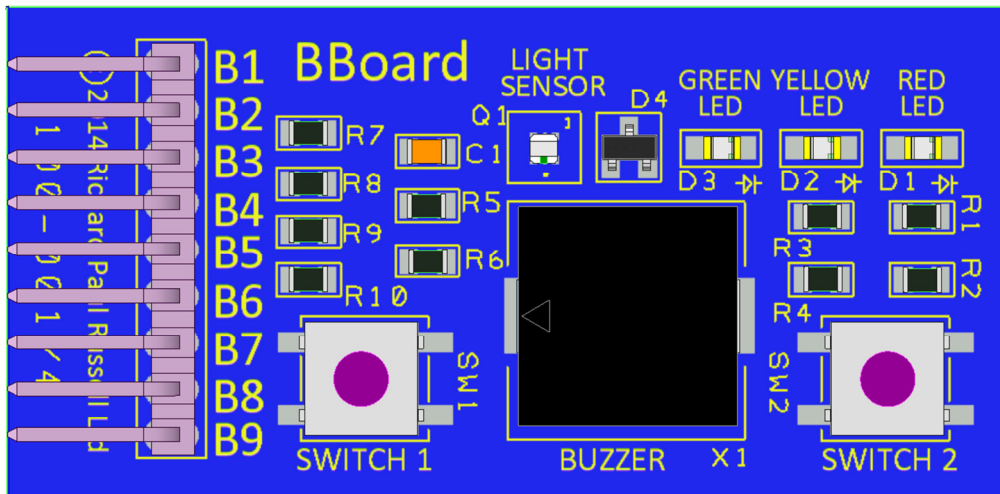 BBoard
LIGHT
SENSOR
GREEN
LED
YELLOW
LED
RED
LED
B1
B2
B3
B4
B5
B6
B7
B8
B9
R7
R8
R9
R10
C1
R5
R6
Q1
1
D4
D3
D2
D1
R3
R4
R1
R2
SW1
SW2
SWITCH 1
BUZZER
X1
SWITCH 2